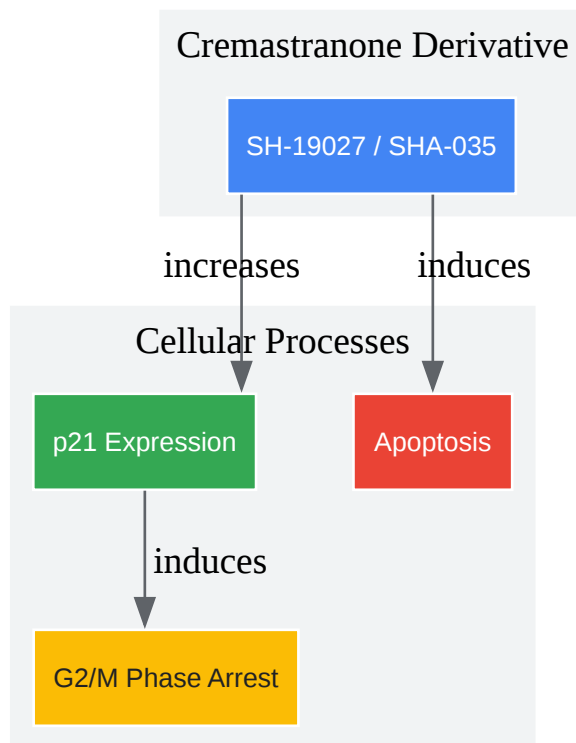 Cremastranone Derivative
SH-19027 / SHA-035
increases
induces
Cellular Processes
p21 Expression
Apoptosis
induces
G2/M Phase Arrest